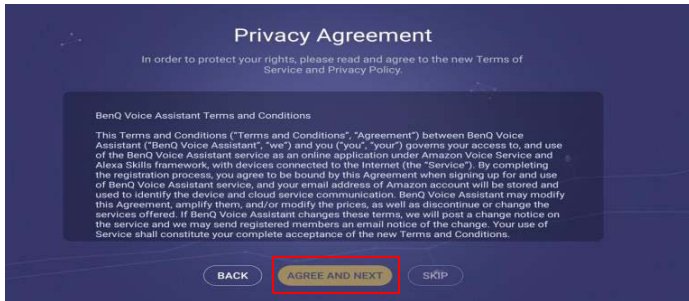 Privacy Agreement
In order to protect your rights, please read and agree to the new Terms of
Service and Privacy Policy.
BenQ Voice Assistant Terms and Conditions
This Terms and Conditions ("Terms and Conditions", "Agreement") between BenQ Voice
Assistant ("BenQ Voice Assistant", "we") and you ("you", "your") governs your access to, and use
of the BenQ Voice Assistant service as an online application under Amazon Voice Service and
Alexa Skills framework, with devices connected to the Internet (the "Service"). By completing
the registration process, you agree to be bound by this Agreement when signing up for and use
of BenQ Voice Assistant service, and your email address of Amazon account will be stored and
used to identify the device and cloud service communication. BenQ Voice Assistant may modify
this Agreement, amplify them, and/or modify the prices, as well as discontinue or change the
services offered. If BenQ Voice Assistant changes these terms, we will post a change notice on
the service and we may send registered members an email notice of the change. Your use of
Service shall constitute your complete acceptance of the new Terms and Conditions.
BACK AGREE AND NEXT SKIP